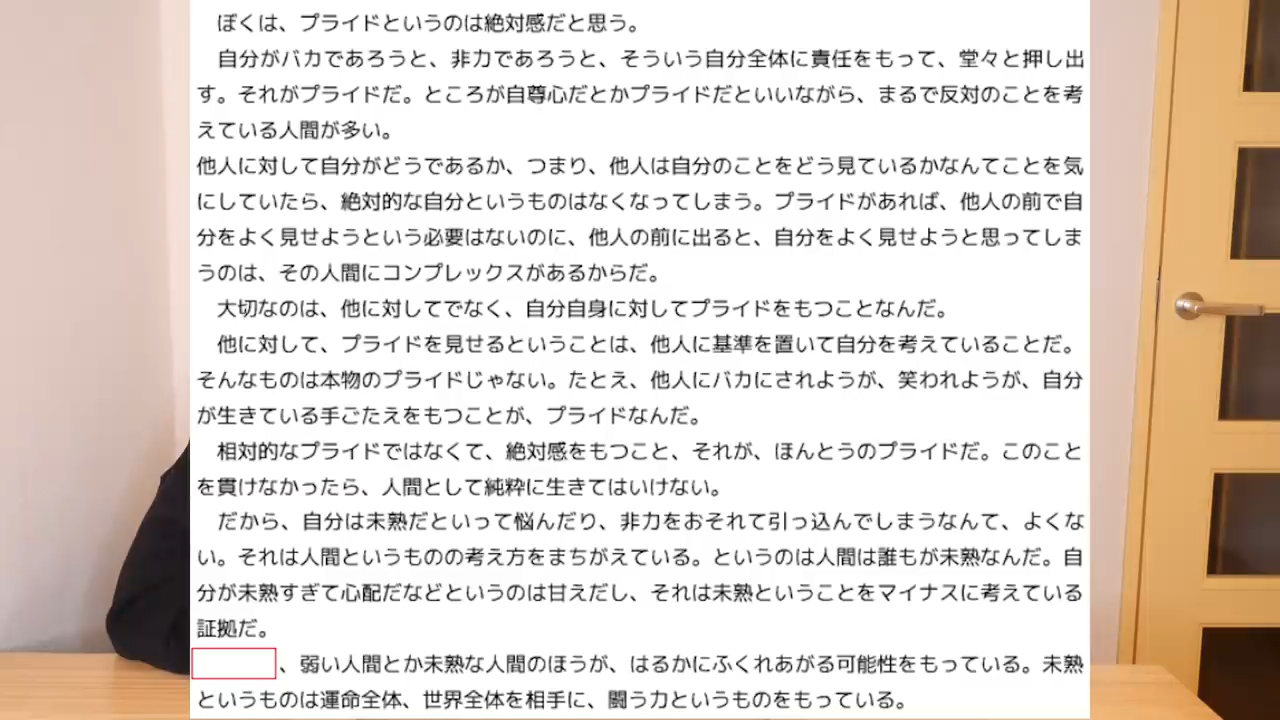 ぼくは、プライドというのは絶対感だと思う。
自分がバカであろうと、非力であろうと、そういう自分全体に責任をもって、堂々と押し出
す。それがプライドだ。ところが自尊心だとかプライドだといいながら、まるで反対のことを考
えている人間が多い。
他人に対して自分がどうであるか、つまり、他人は自分のことをどう見ているかなんてことを気
にしていたら、絶対的な自分というものはなくなってしまう。プライドがあれば、他人の前で自
分をよく見せようという必要はないのに、他人の前に出ると、自分をよく見せようと思ってしま
うのは、その人間にコンプレックスがあるからだ。
大切なのは、他に対してでなく、自分自身に対してプライドをもつことなんだ。
他に対して、プライドを見せるということは、他人に基準を置いて自分を考えていることだ。
そんなものは本物のプライドじゃない。たとえ、他人にバカにされようが、笑われようが、自分
が生きている手ごたえをもつことが、プライドなんだ。
相対的なプライドではなくて、絶対感をもつこと、それが、ほんとうのプライドだ。このこと
を貫けなかったら、人間として純粋に生きてはいけない。
だから、自分は未熟だといって悩んだり、非力をおそれて引っ込んでしまうなんて、よくな
い。それは人間というものの考え方をまちがえている。というのは人間は誰もが未熟なんだ。自
分が未熟すぎて心配だなどというのは甘えだし、それは未熟ということをマイナスに考えている
証拠だ。
、弱い人間とか未熟な人間のほうが、はるかにふくれあがる可能性をもっている。未熟
というものは運命全体、世界全体を相手に、闘う力というものをもっている。